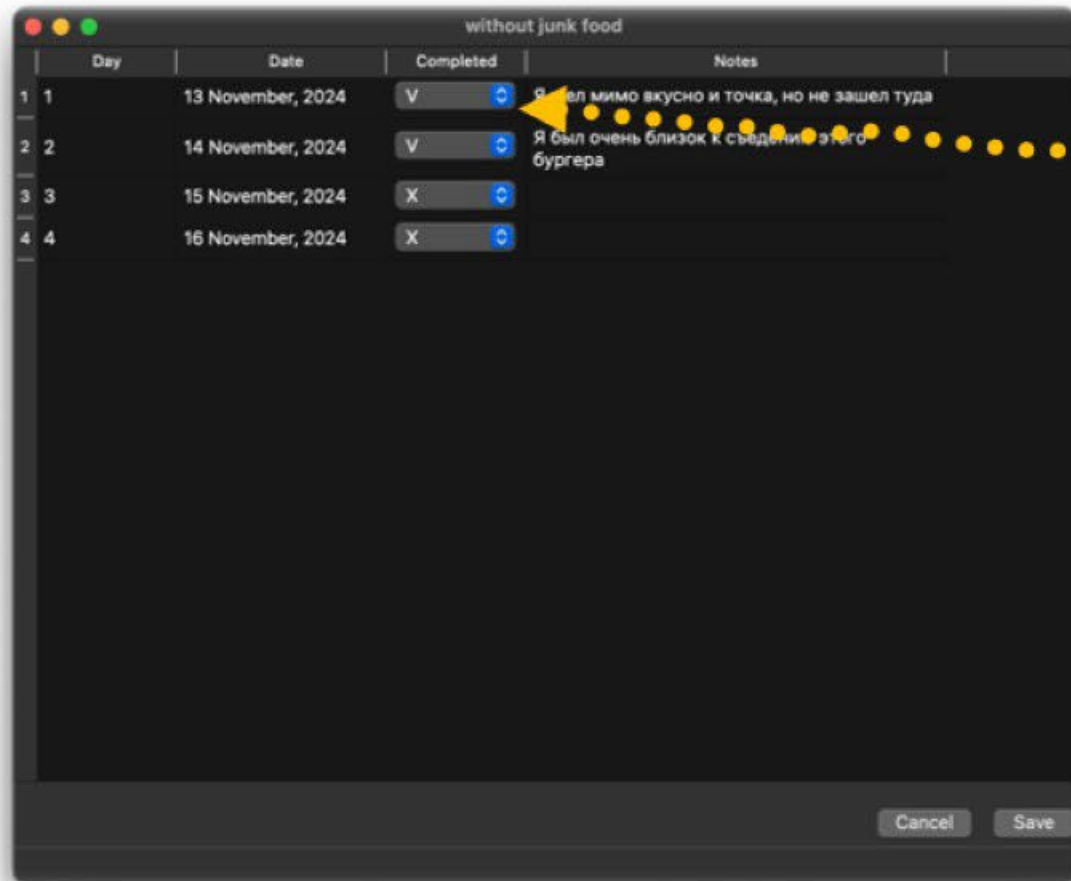 without junk food
Day Date Completed Notes
1 1 13 November, 2024 V Я мимо вкусно и точка, но не зашел туда
2 2 14 November, 2024 V Я был очень близок к съедению этого
бургера
3 3 15 November, 2024 X
4 4 16 November, 2024 X
Cancel Save